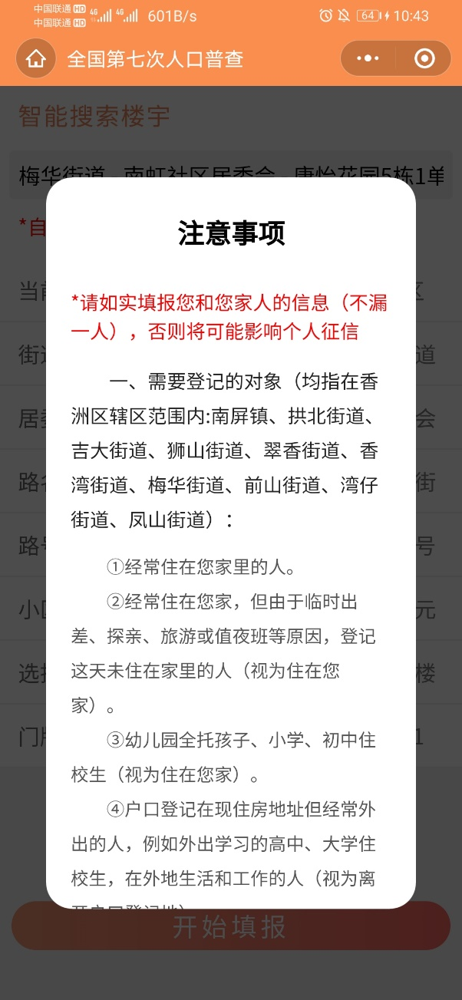 中国联通 HD 4G 4G 601B/s 64 10:43
中国联通 HD
全国第七次人口普查
智能搜索楼宇
梅华街道 南虹社区居委会 康怡花园5栋1单
*自
注意事项
*请如实填报您和您家人的信息（不漏
一人），否则将可能影响个人征信
一、需要登记的对象（均指在香
洲区辖区范围内:南屏镇、拱北街道、
吉大街道、狮山街道、翠香街道、香
湾街道、梅华街道、前山街道、湾仔
街道、凤山街道）：
①经常住在您家里的人。
②经常住在您家，但由于临时出
差、探亲、旅游或值夜班等原因，登记
这天未住在家里的人（视为住在您
家）。
③幼儿园全托孩子、小学、初中住
校生（视为住在您家）。
④户口登记在现住房地址但经常外
出的人，例如外出学习的高中、大学住
校生，在外地生活和工作的人（视为离
当 区
街 道
居 会
路 街
路 号
小 元
选 楼
门 1
开始填报